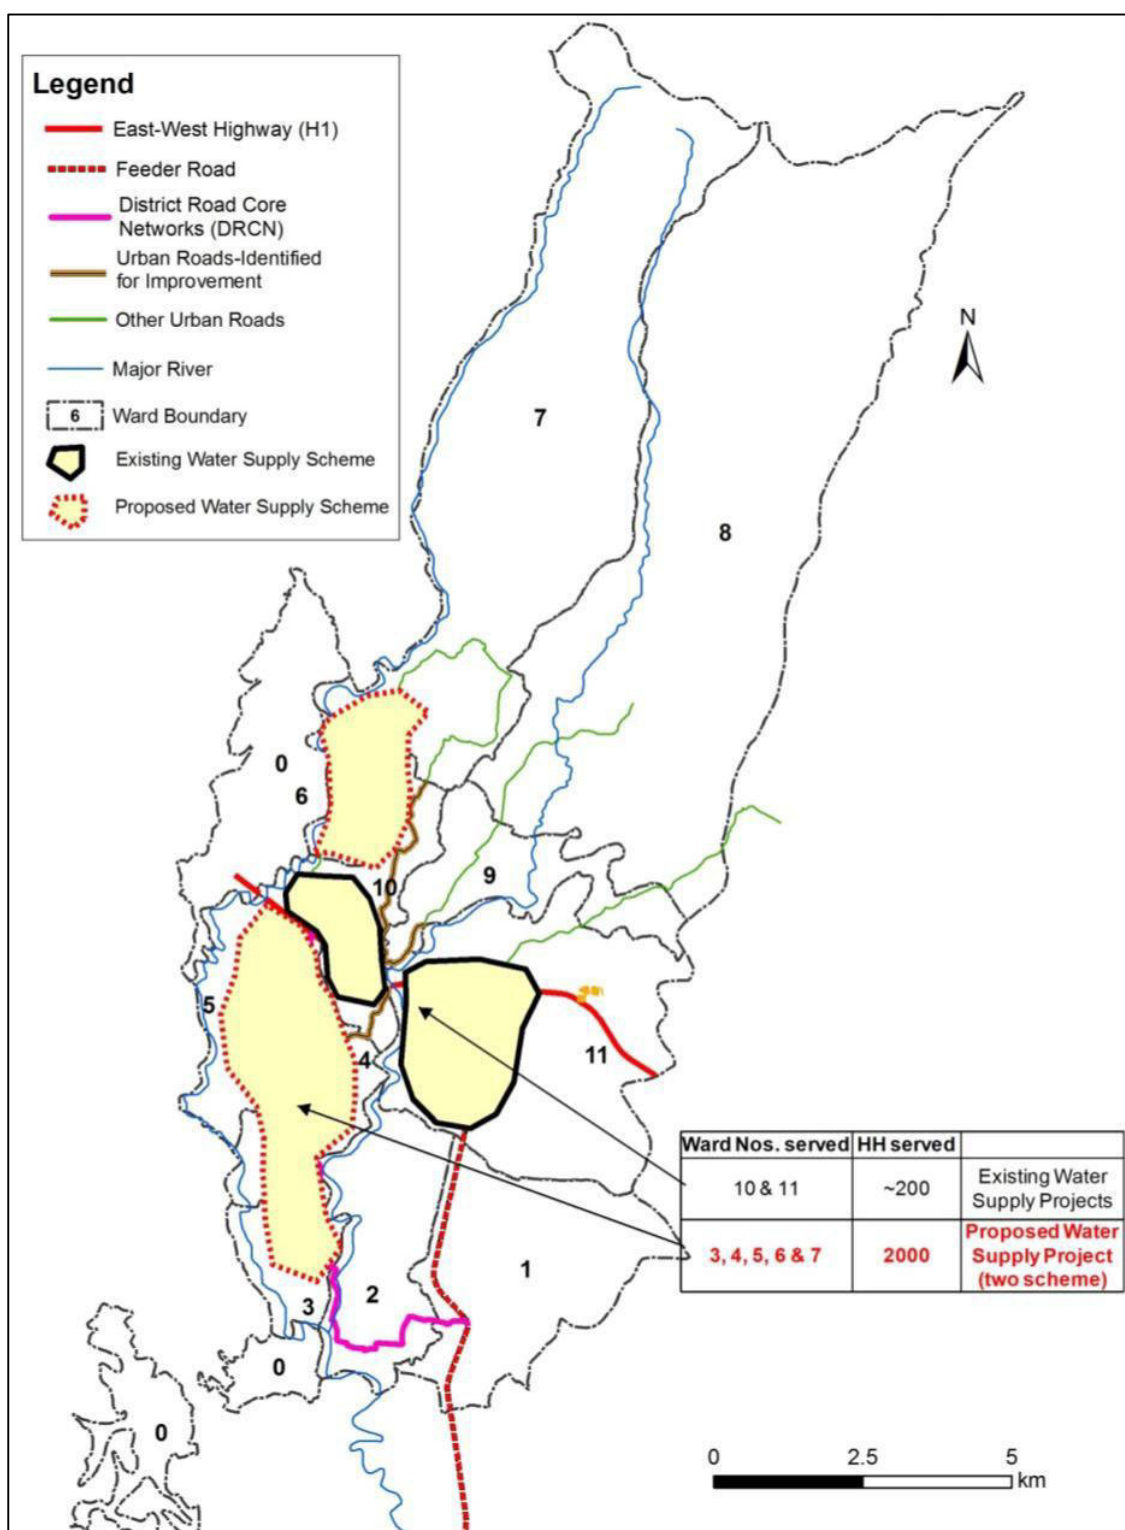 Legend
East-West Highway (H1)
Feeder Road
District Road Core
Networks (DRCN)
Urban Roads-Identified
for Improvement
Other Urban Roads
Major River
6 Ward Boundary
Existing Water Supply Scheme
Proposed Water Supply Scheme
N
7
8
0
6
10
9
5
4
11
Ward Nos. served HH served
10 & 11 ~200 Existing Water
Supply Projects
3, 4, 5, 6 & 7 2000 Proposed Water
Supply Project
(two scheme)
1
2
3
0
0
0 2.5 5
km